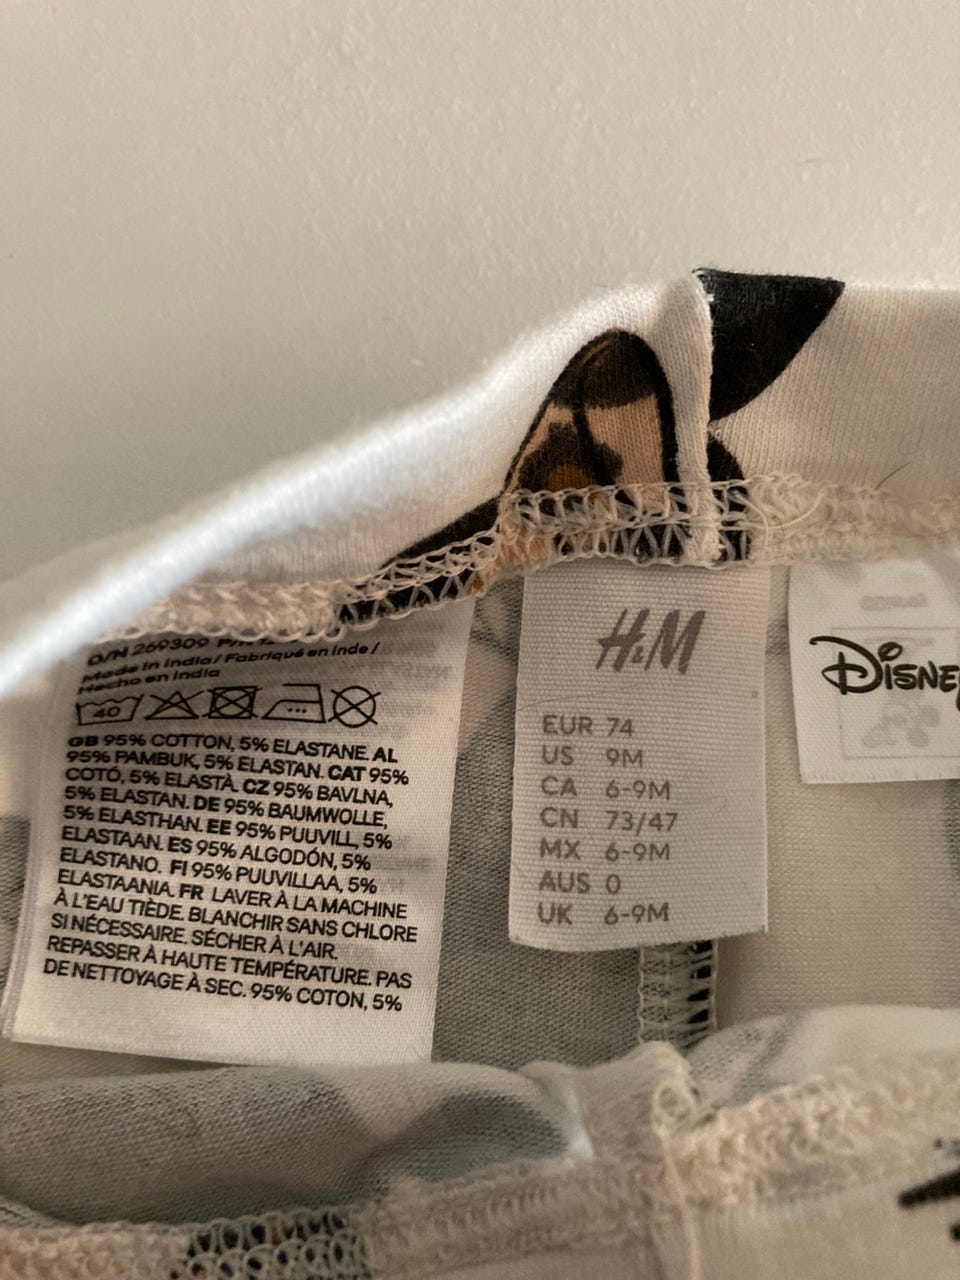 O/N 269309
Made in India / Fabriqué en Inde /
Hecho en India
40
GB 95% COTTON, 5% ELASTANE. AL
95% PAMBUK, 5% ELASTAN. CAT 95%
COTÓ, 5% ELASTÀ. CZ 95% BAVLNA,
5% ELASTAN. DE 95% BAUMWOLLE,
5% ELASTHAN. EE 95% PUUVILL, 5%
ELASTAAN. ES 95% ALGODÓN, 5%
ELASTANO. FI 95% PUUVILLAA, 5%
ELASTAANIA. FR LAVER À LA MACHINE
À L'EAU TIÈDE. BLANCHIR SANS CHLORE
SI NÉCESSAIRE. SÉCHER À L'AIR.
REPASSER À HAUTE TEMPÉRATURE. PAS
DE NETTOYAGE À SEC. 95% COTON, 5%
H&M
EUR 74
US 9M
CA 6-9M
CN 73/47
MX 6-9M
AUS 0
UK 6-9M
DISNE